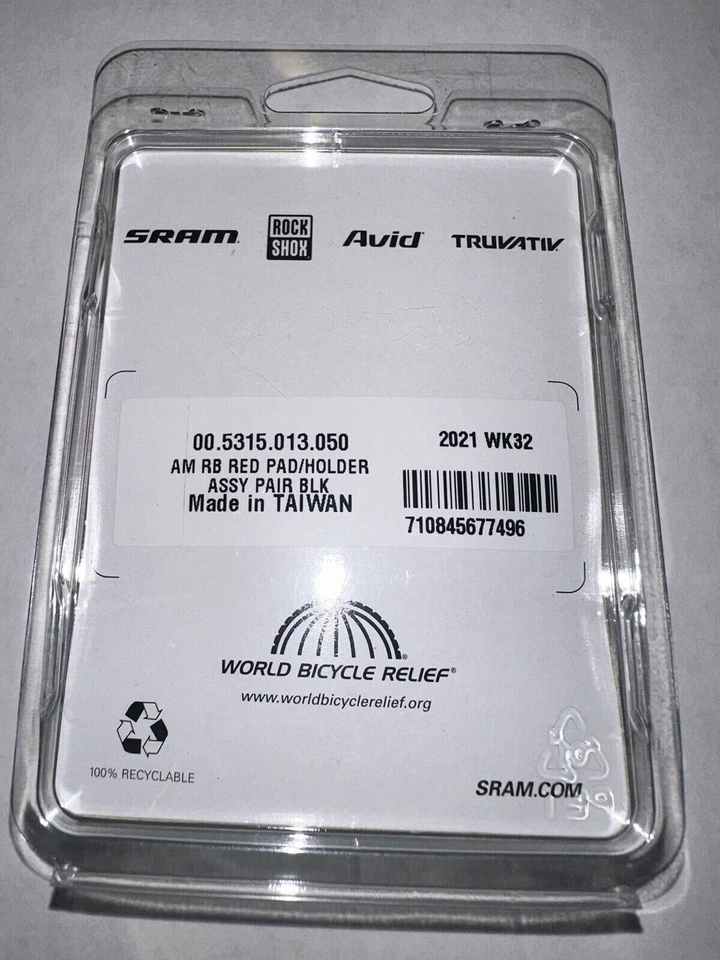 SRAM
ROCK
SHOX
Avid
TRUVATIV
00.5315.013.050
AM RB RED PAD/HOLDER
ASSY PAIR BLK
Made in TAIWAN
2021 WK32
710845677496
WORLD BICYCLE RELIEF®
www.worldbicyclerelief.org
100% RECYCLABLE
SRAM.COM